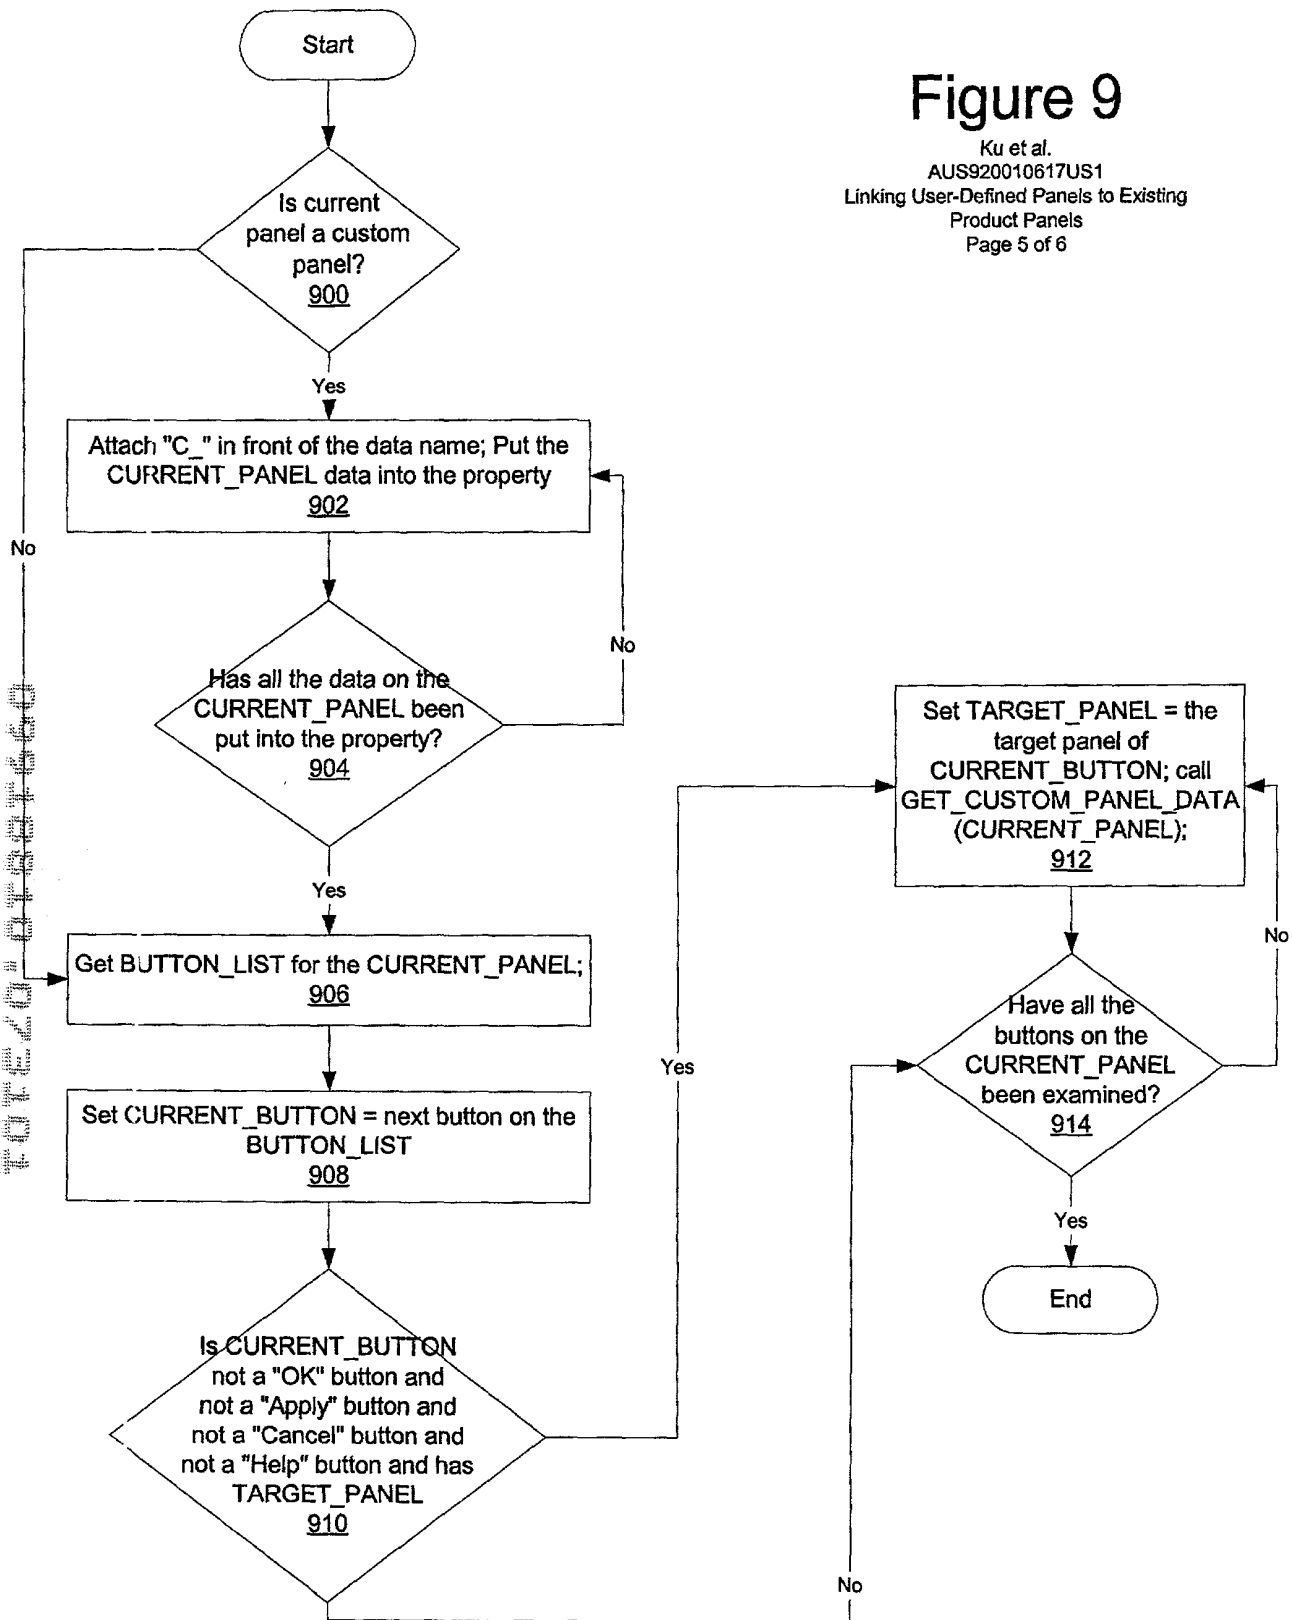 Start
Figure 9
Ku et al.
AUS920010617US1
Linking User-Defined Panels to Existing
Product Panels
Page 5 of 6
Is current
panel a custom
panel?
900
Yes
No
Attach "C_" in front of the data name; Put the
CURRENT_PANEL data into the property
902
No
Has all the data on the
CURRENT_PANEL been
put into the property?
904
Yes
Get BUTTON_LIST for the CURRENT_PANEL;
906
Set CURRENT_BUTTON = next button on the
BUTTON_LIST
908
Is CURRENT_BUTTON
not a "OK" button and
not a "Apply" button and
not a "Cancel" button and
not a "Help" button and has
TARGET_PANEL
910
Yes
No
Set TARGET_PANEL = the
target panel of
CURRENT_BUTTON; call
GET_CUSTOM_PANEL_DATA
(CURRENT_PANEL);
912
No
Have all the
buttons on the
CURRENT_PANEL
been examined?
914
Yes
End